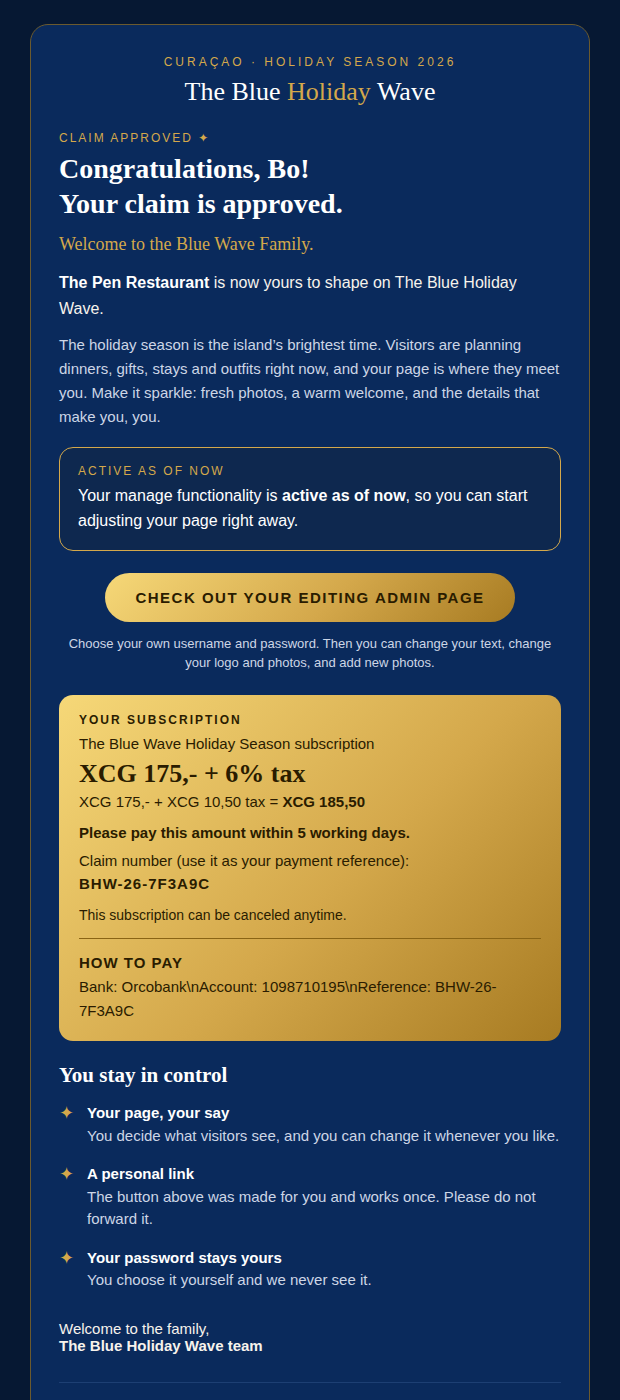 CURAÇAO · HOLIDAY SEASON 2026
The Blue Holiday Wave
CLAIM APPROVED ✦
Congratulations, Bo!
Your claim is approved.
Welcome to the Blue Wave Family.
The Pen Restaurant is now yours to shape on The Blue Holiday
Wave.
The holiday season is the island’s brightest time. Visitors are planning
dinners, gifts, stays and outfits right now, and your page is where they meet
you. Make it sparkle: fresh photos, a warm welcome, and the details that
make you, you.
ACTIVE AS OF NOW
Your manage functionality is active as of now, so you can start
adjusting your page right away.
CHECK OUT YOUR EDITING ADMIN PAGE
Choose your own username and password. Then you can change your text, change
your logo and photos, and add new photos.
YOUR SUBSCRIPTION
The Blue Wave Holiday Season subscription
XCG 175,- + 6% tax
XCG 175,- + XCG 10,50 tax = XCG 185,50
Please pay this amount within 5 working days.
Claim number (use it as your payment reference):
BHW-26-7F3A9C
This subscription can be canceled anytime.
HOW TO PAY
Bank: Orcobank\nAccount: 1098710195\nReference: BHW-26-
7F3A9C
You stay in control
✦ Your page, your say
You decide what visitors see, and you can change it whenever you like.
✦ A personal link
The button above was made for you and works once. Please do not
forward it.
✦ Your password stays yours
You choose it yourself and we never see it.
Welcome to the family,
The Blue Holiday Wave team